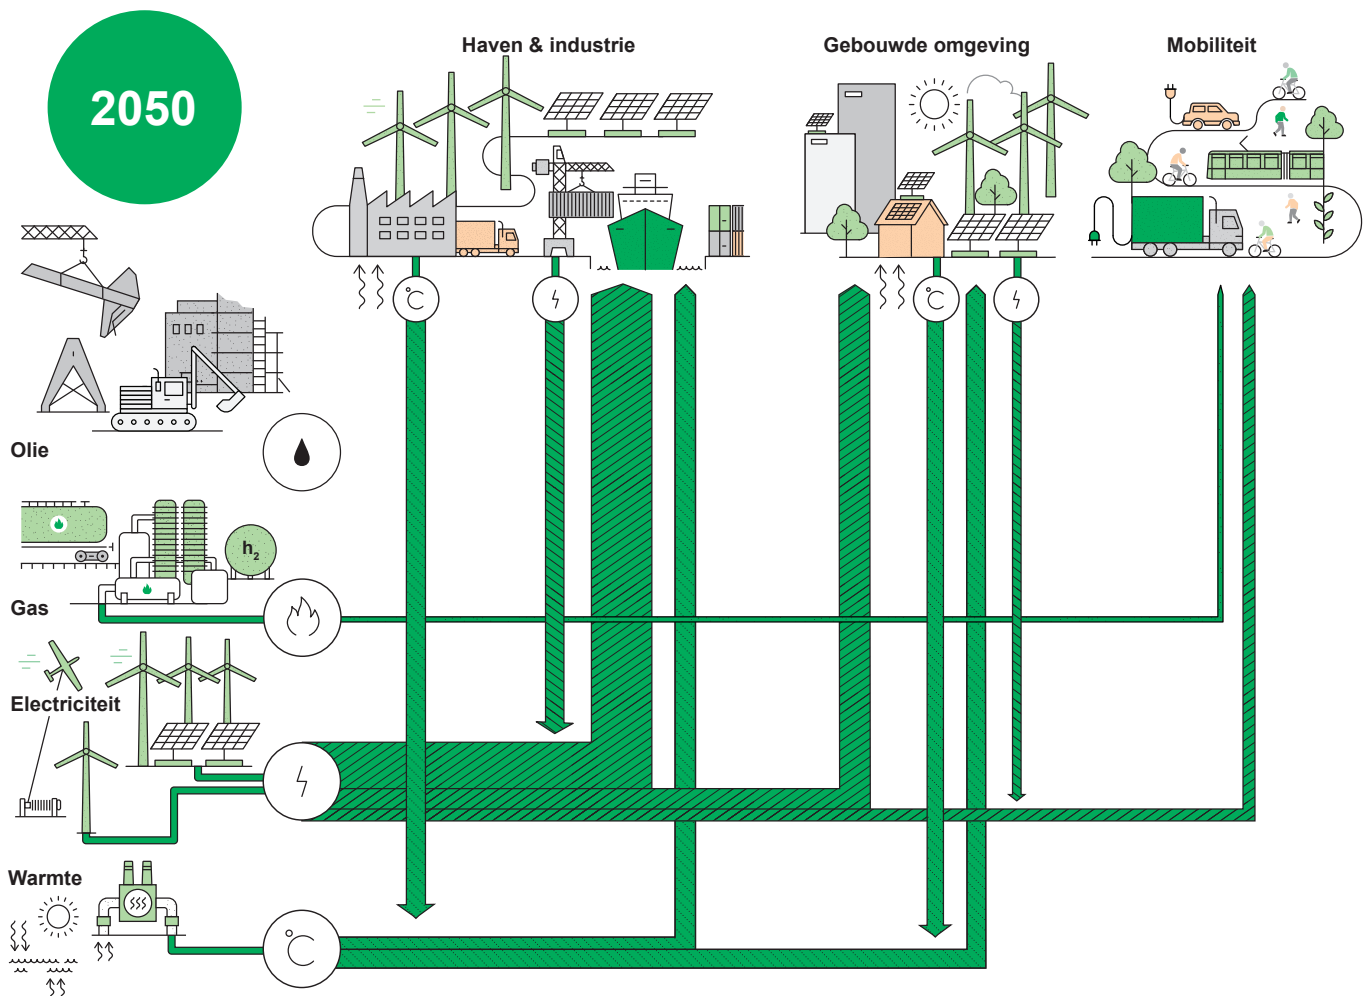 2050
Haven & industrie
Gebouwde omgeving
Mobiliteit
°C
°C
Olie
h2
Gas
Electriciteit
Warmte
°C